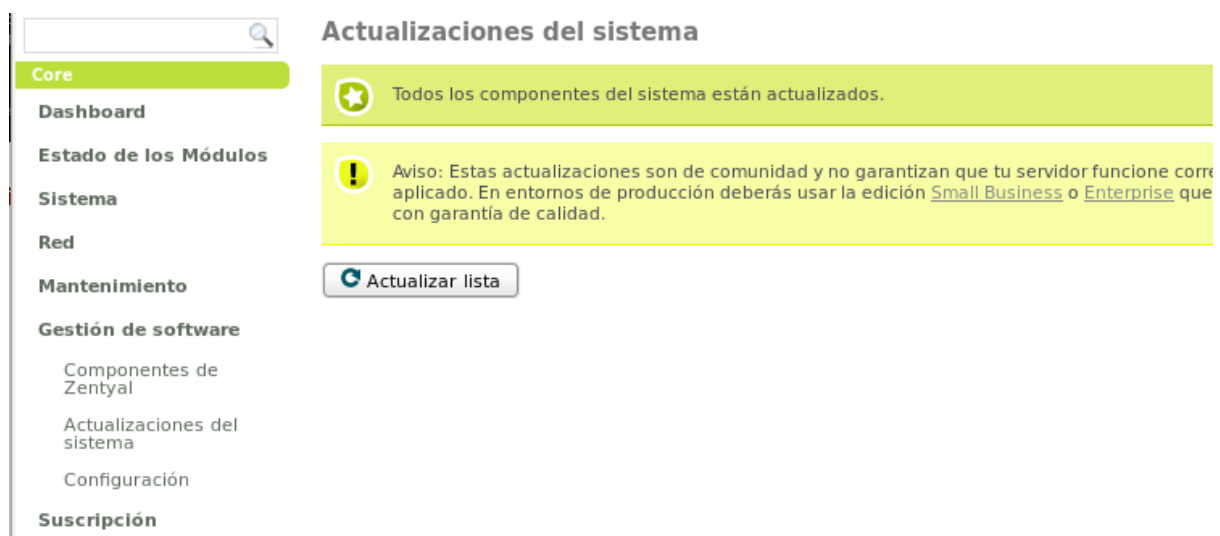 Core
Dashboard
Estado de los Módulos
Sistema
Red
Mantenimiento
Gestión de software
Componentes de
Zentyal
Actualizaciones del
sistema
Configuración
Suscripción
Actualizaciones del sistema
Todos los componentes del sistema están actualizados.
Aviso: Estas actualizaciones son de comunidad y no garantizan que tu servidor funcione
aplicado. En entornos de producción deberás usar la edición Small Business o Enterprise que
con garantía de calidad.
Actualizar lista